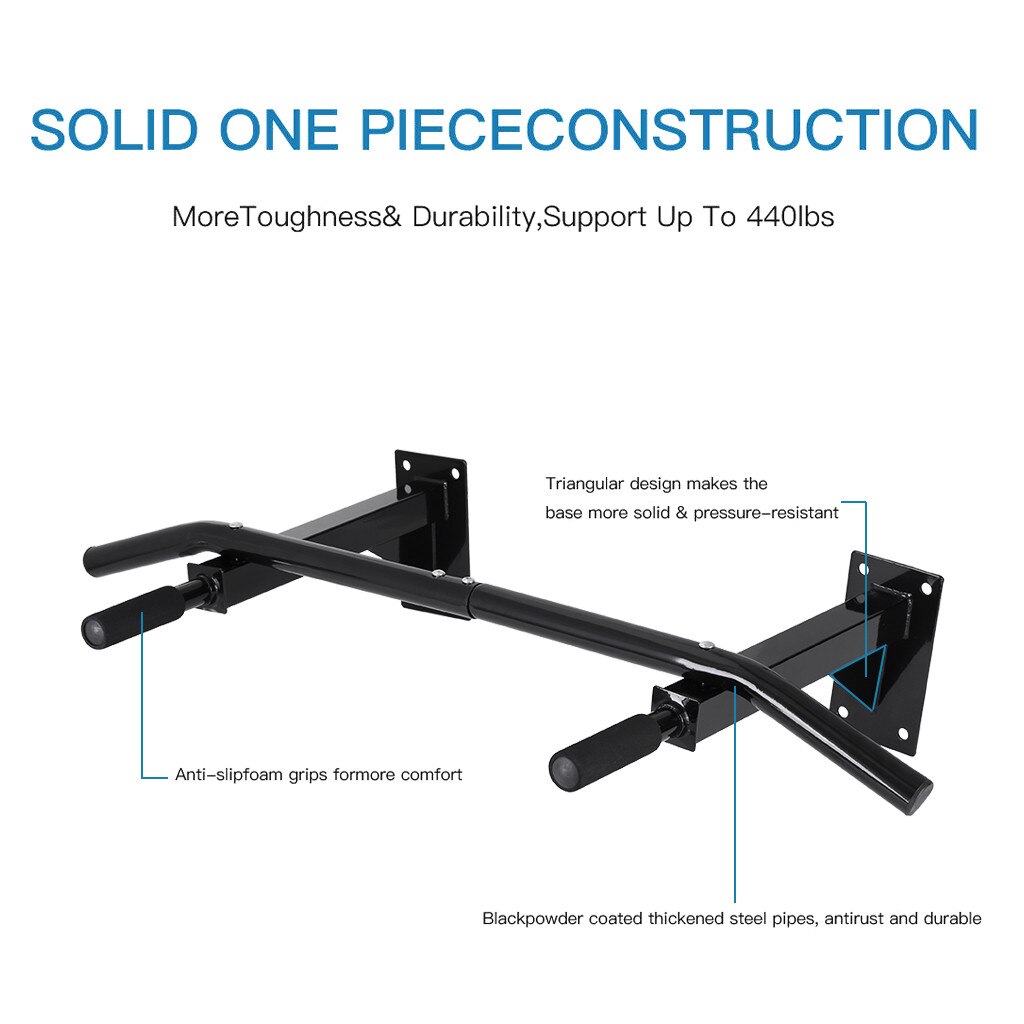 SOLID ONE PIECECONSTRUCTION
MoreToughness& Durability,Support Up To 440lbs
Triangular design makes the
base more solid & pressure-resistant
Anti-slipfoam grips formore comfort
Blackpowder coated thickened steel pipes, antirust and durable